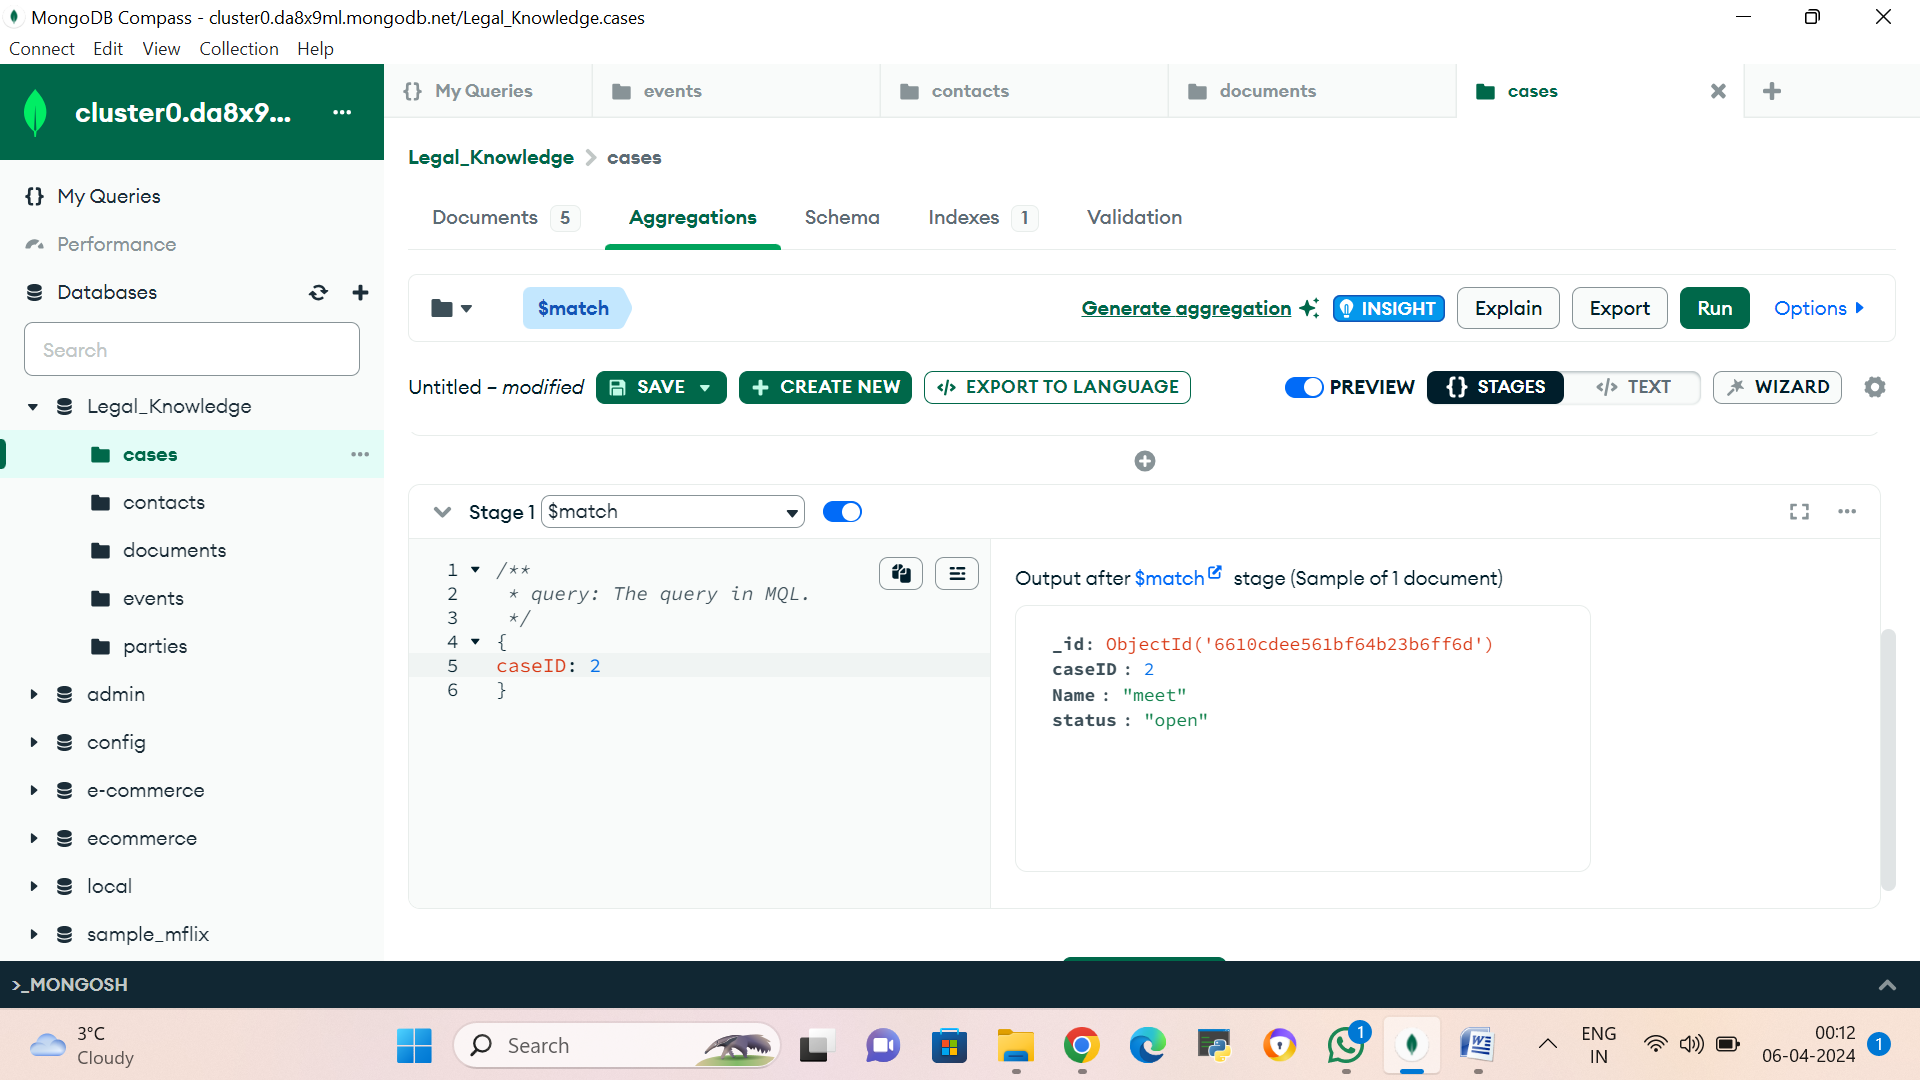 MongoDB Compass - cluster0.da8x9ml.mongodb.net/Legal_Knowledge.cases
Connect Edit View Collection Help
cluster0.da8x9...
My Queries
Performance
Databases
Search
Legal_Knowledge
cases
contacts
documents
events
parties
admin
config
e-commerce
ecommerce
local
sample_mflix
{} My Queries events contacts documents cases
Legal_Knowledge > cases
Documents 5 Aggregations Schema Indexes 1 Validation
$match Generate aggregation INSIGHT Explain Export Run Options
Untitled – modified SAVE + CREATE NEW </> EXPORT TO LANGUAGE PREVIEW {} STAGES </> TEXT WIZARD
Stage 1 $match
1 /**
2 * query: The query in MQL.
3 */
4 {
5 caseID: 2
6 }
Output after $match stage (Sample of 1 document)
_id: ObjectId('6610cdee561bf64b23b6ff6d')
caseID : 2
Name : "meet"
status : "open"
>_MONGOSH
3°C
Cloudy
Search
1
ENG
IN
00:12
06-04-2024
1